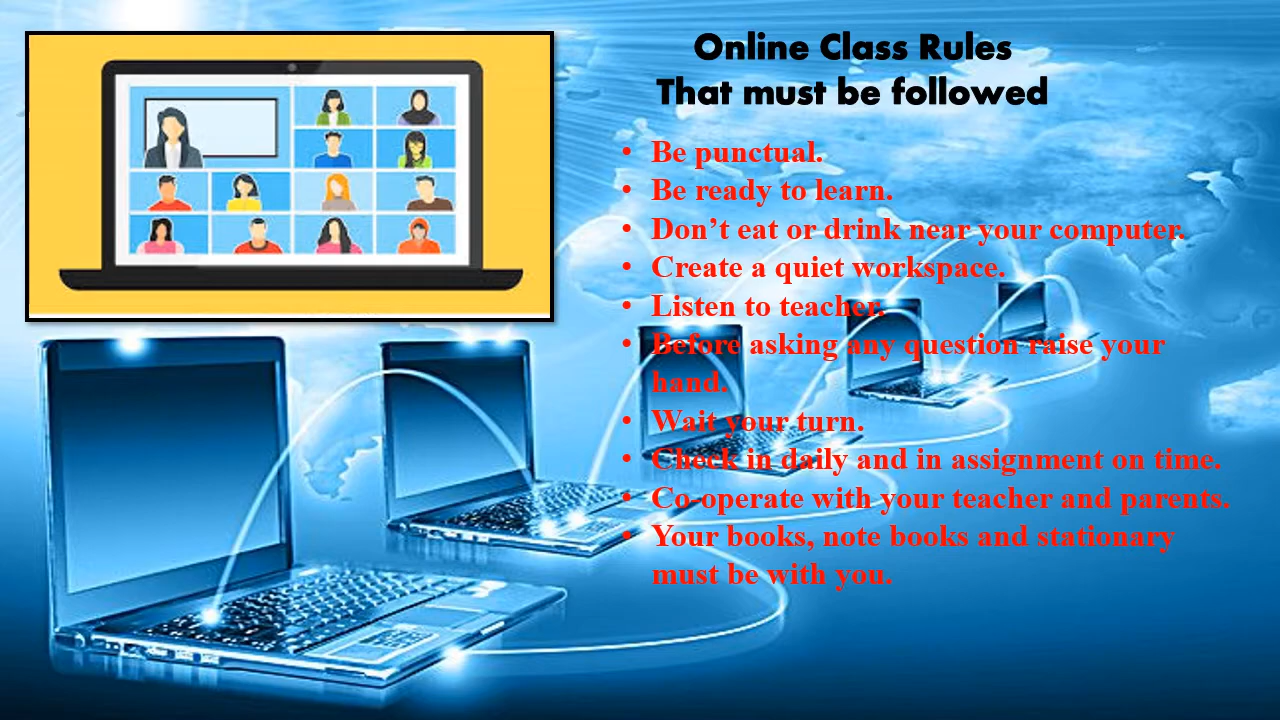 Online Class Rules
That must be followed
• Be punctual.
• Be ready to learn.
• Don’t eat or drink near your computer.
• Create a quiet workspace.
• Listen to teacher.
• Before asking any question raise your
hand.
• Wait your turn.
• Check in daily and in assignment on time.
• Co-operate with your teacher and parents.
• Your books, note books and stationary
must be with you.